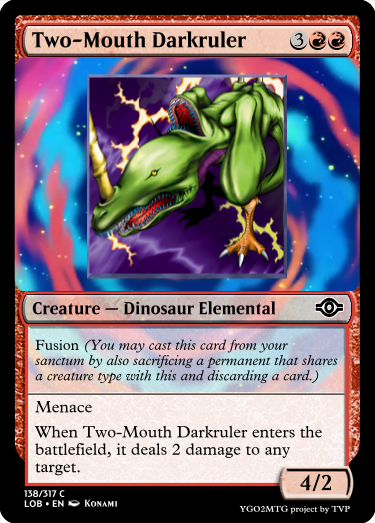 Two-Mouth Darkruler 3
Creature — Dinosaur Elemental
Fusion (You may cast this card from your
sanctum by also sacrificing a permanent that shares
a creature type with this and discarding a card.)
Menace
When Two-Mouth Darkruler enters the
battlefield, it deals 2 damage to any
target.
4/2
138/317 C
LOB • EN Konami
YGO2MTG project by TVP